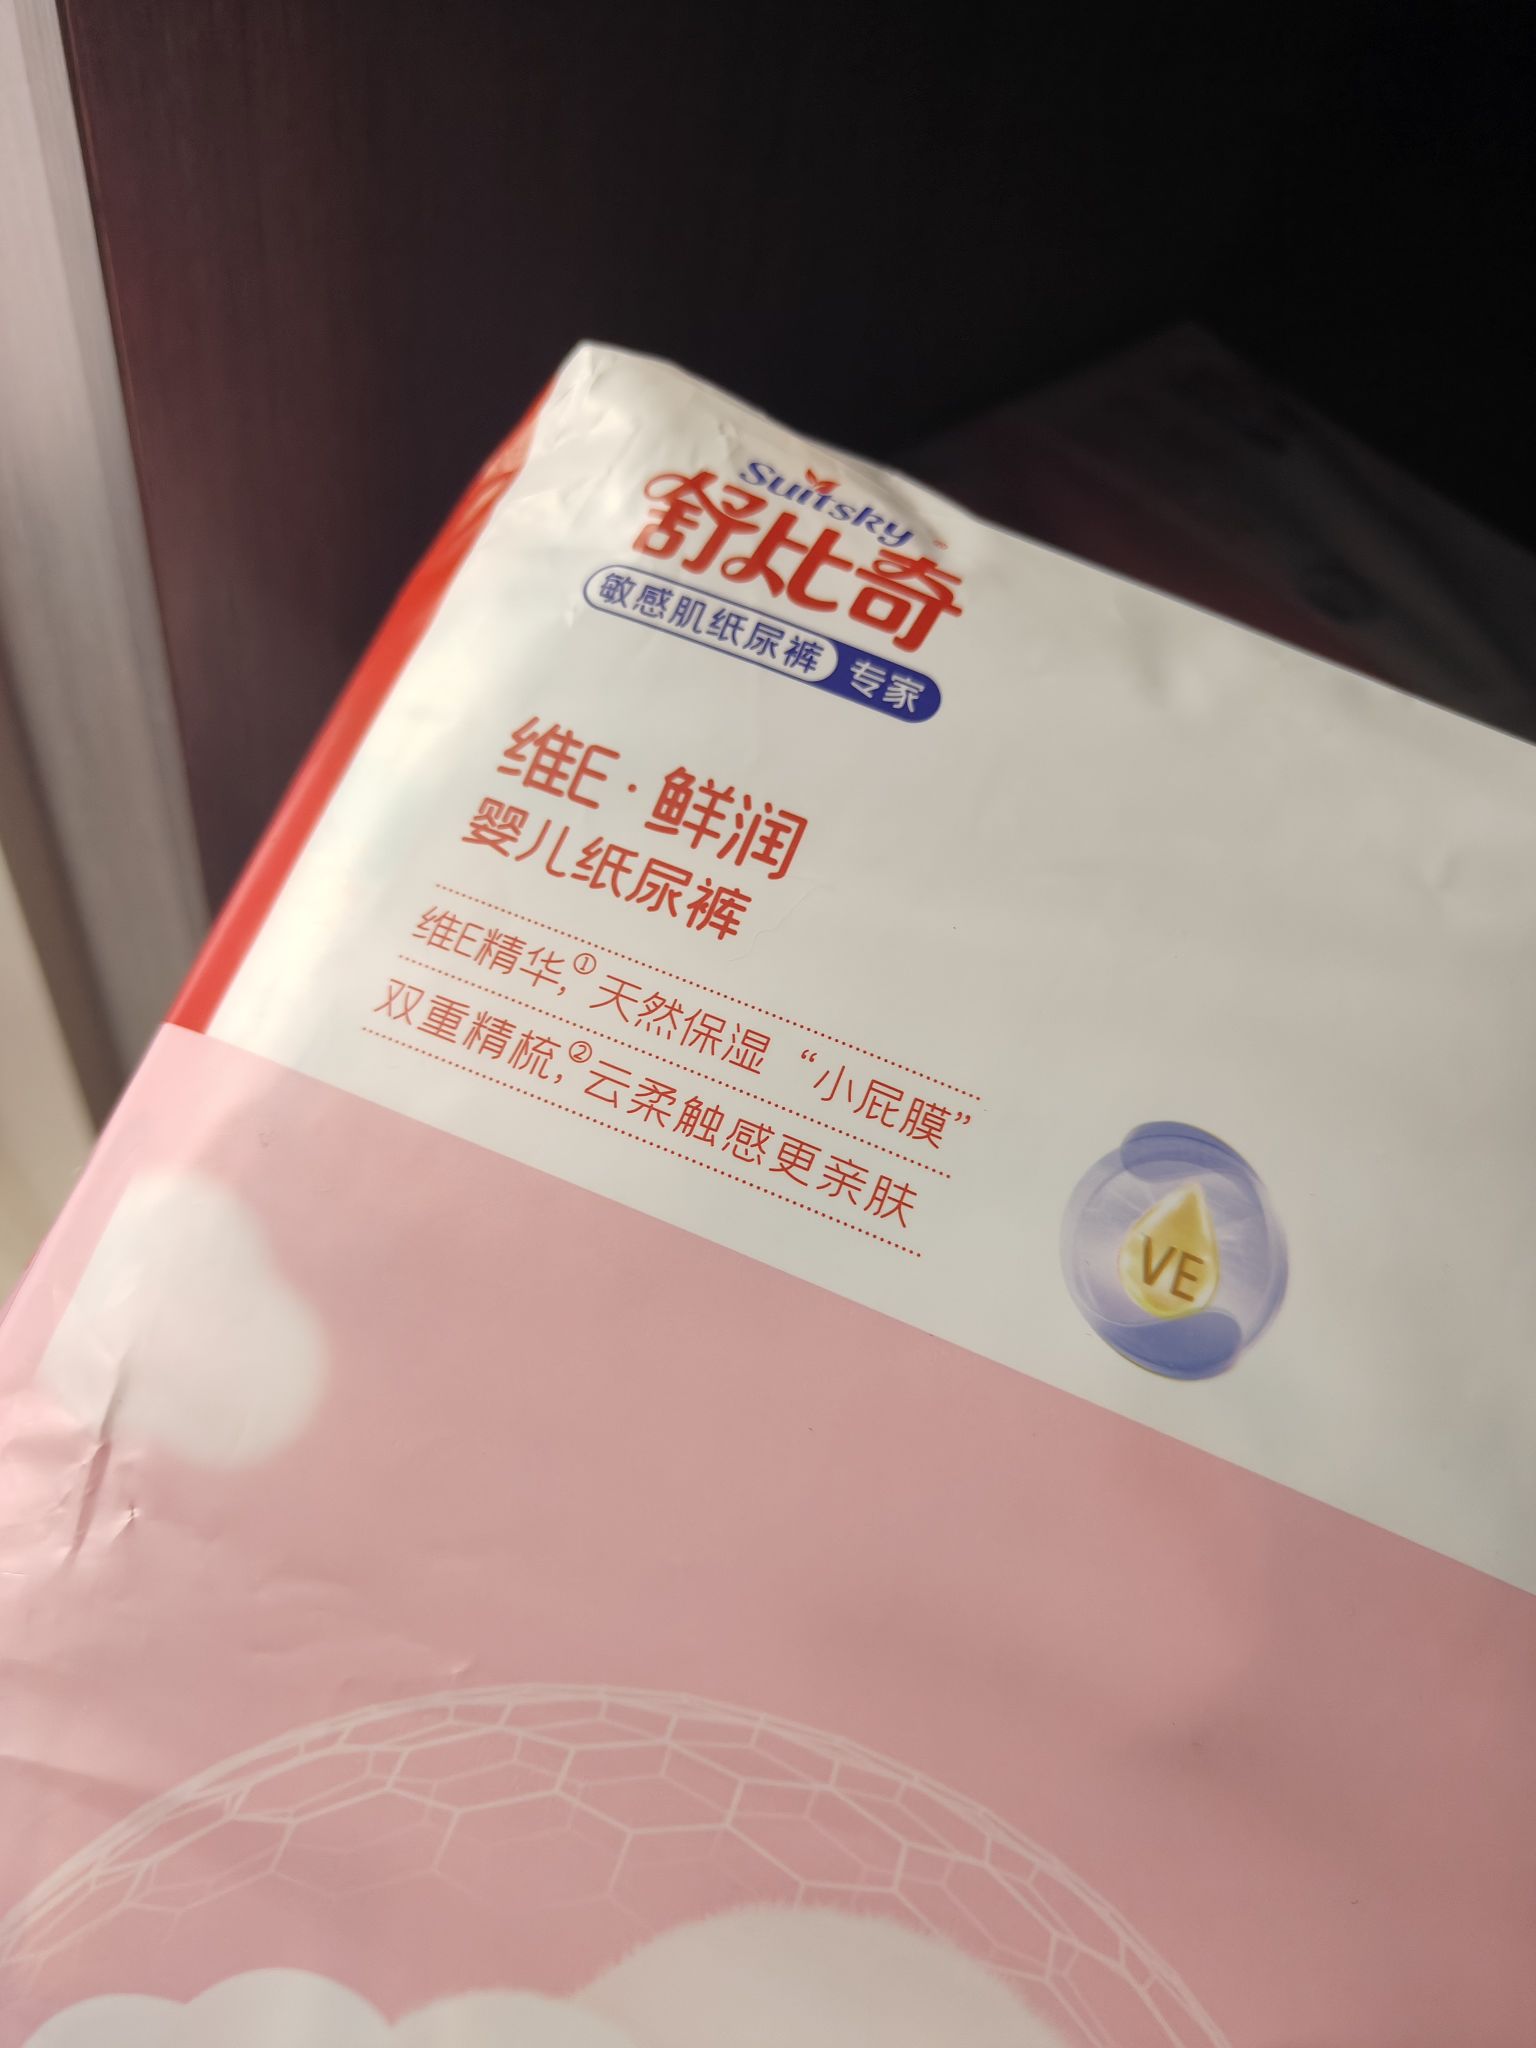 Suitsky
舒比奇
敏感肌纸尿裤 专家
维E·鲜润
婴儿纸尿裤
维E精华,① 天然保湿 “小屁膜”
双重精梳,② 云柔触感更亲肤
VE